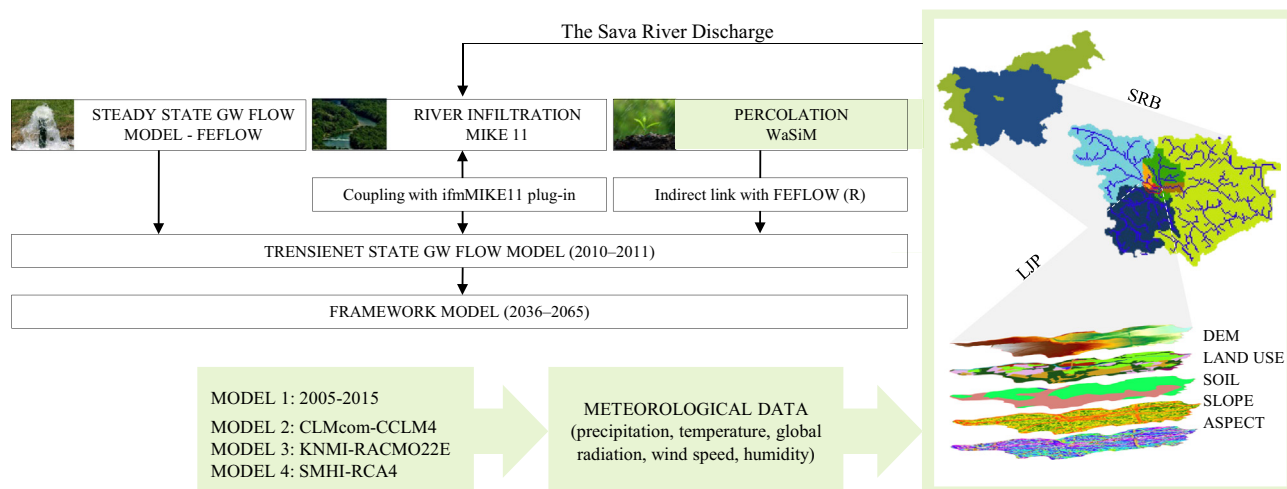 The Sava River Discharge
STEADY STATE GW FLOW
MODEL - FEFLOW
RIVER INFILTRATION
MIKE 11
PERCOLATION
WaSiM
Coupling with ifmMIKE11 plug-in
Indirect link with FEFLOW (R)
TRENSIENET STATE GW FLOW MODEL (2010–2011)
FRAMEWORK MODEL (2036–2065)
MODEL 1: 2005-2015
MODEL 2: CLMcom-CCLM4
MODEL 3: KNMI-RACMO22E
MODEL 4: SMHI-RCA4
METEOROLOGICAL DATA
(precipitation, temperature, global
radiation, wind speed, humidity)
SRB
LJP
DEM
LAND USE
SOIL
SLOPE
ASPECT